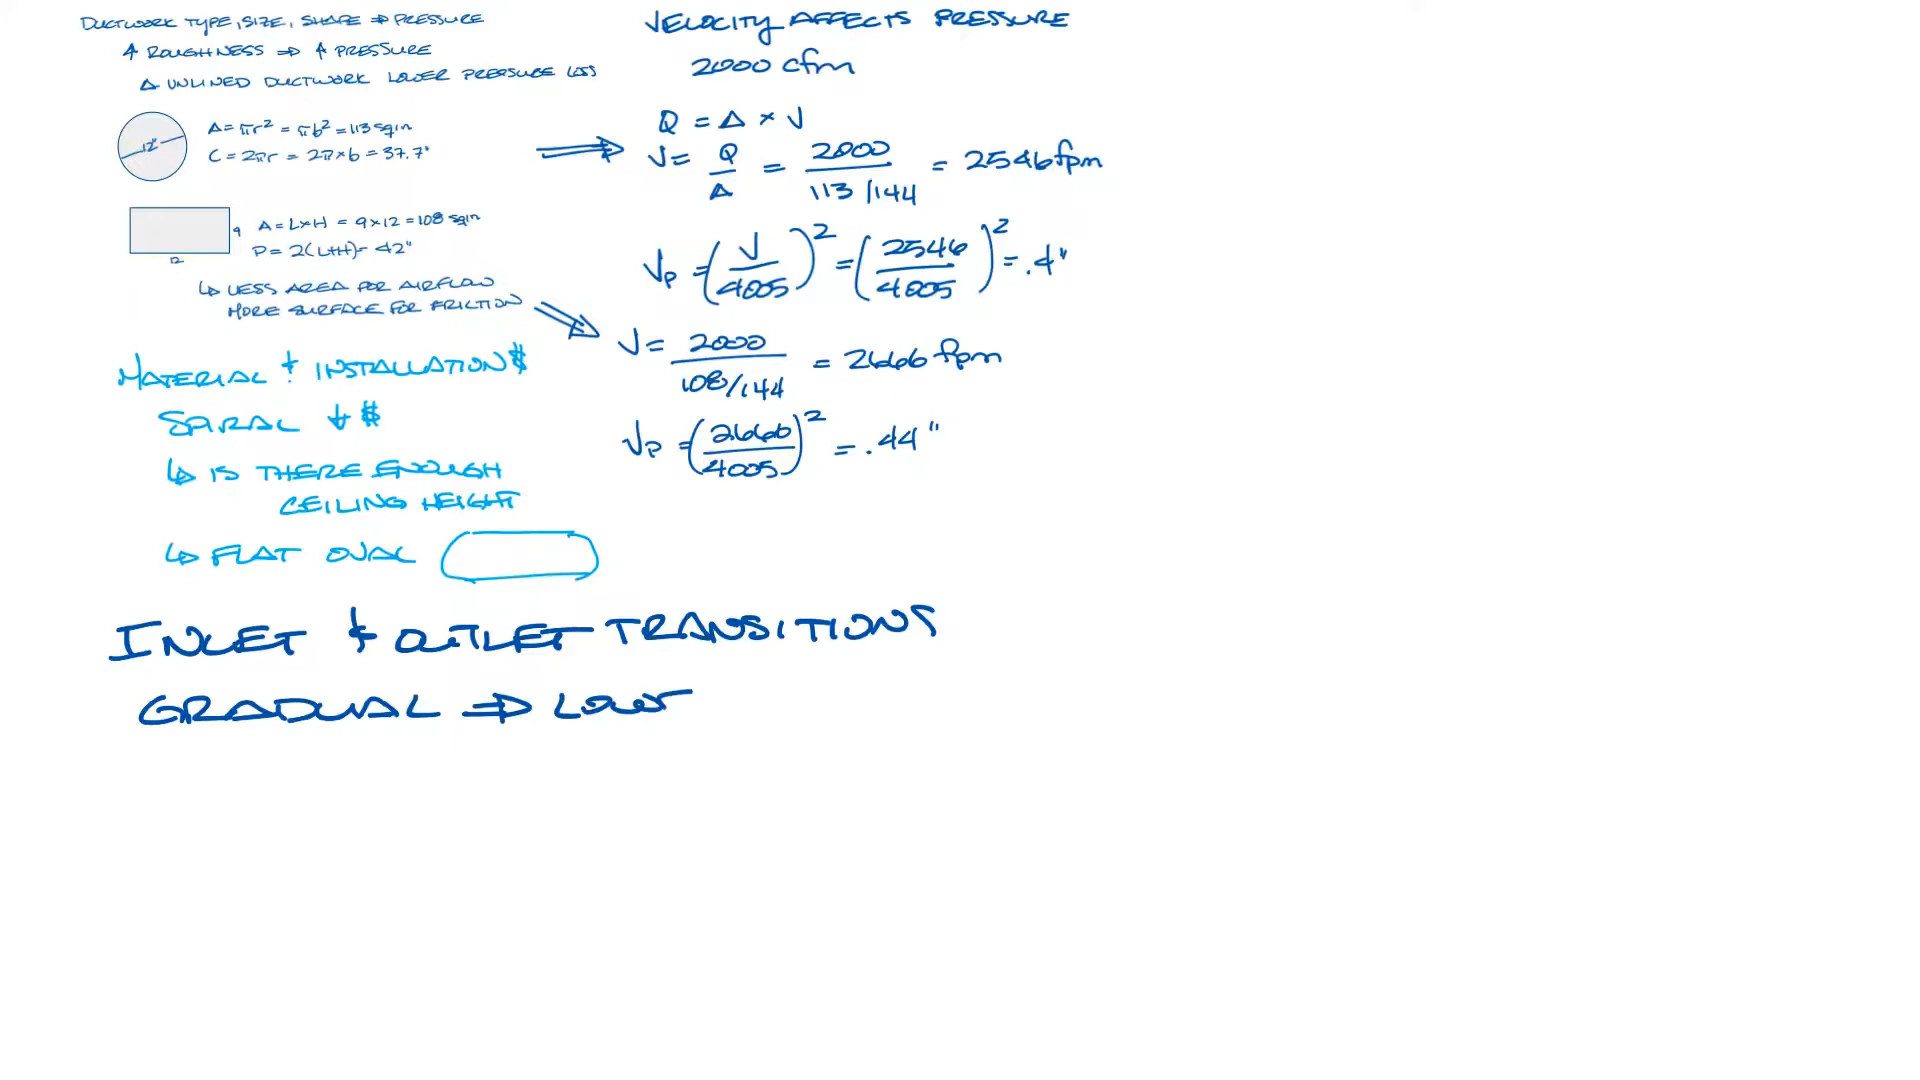 DUCTWORK TYPE, SIZE, SHAPE ⇒ PRESSURE
↑ ROUGHNESS ⇒ ↑ PRESSURE
Δ UNLINED DUCTWORK LOWER PRESSURE LOSS
12"
A = πr² = π6² = 113 sqin
C = 2πr = 2π×6 = 37.7"
9
12
A = L×H = 9×12 = 108 sqin
P = 2(L+H) = 42"
↳ LESS AREA FOR AIRFLOW
MORE SURFACE FOR FRICTION
MATERIAL & INSTALLATION $
SPIRAL ↓ $
↳ IS THERE ENOUGH
CEILING HEIGHT
↳ FLAT OVAL
INLET & OUTLET TRANSITIONS
GRADUAL ⇒ LOWER
VELOCITY AFFECTS PRESSURE
2000 cfm
Q = A × V
V = Q/A = 2000/(113/144) = 2546 fpm
Vp = (V/4005)² = (2546/4005)² = .4"
V = 2000/(108/144) = 2666 fpm
Vp = (2666/4005)² = .44"